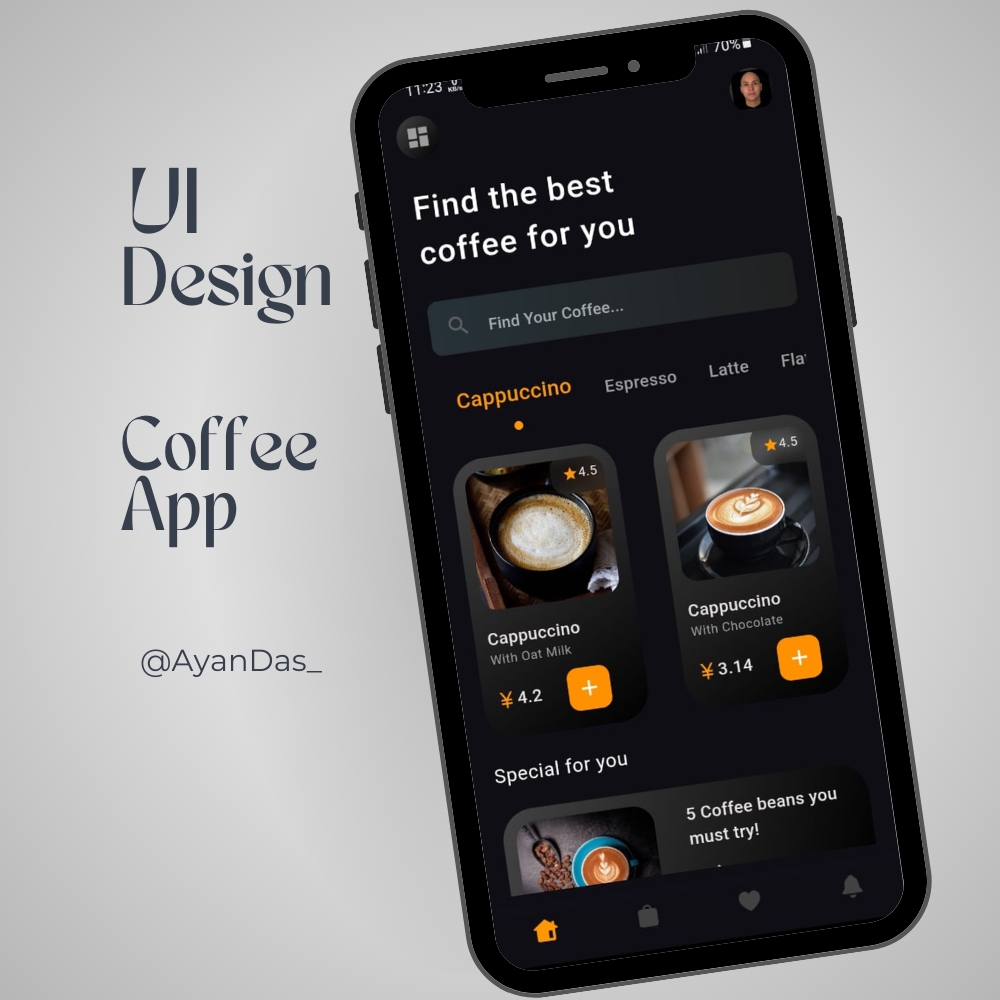 UI
Design
Coffee
App
@AyanDas_
11:23
KB/s
70%
Find the best
coffee for you
Find Your Coffee...
Cappuccino Espresso Latte Fla
4.5
4.5
Cappuccino
With Oat Milk
¥ 4.2 +
Cappuccino
With Chocolate
¥ 3.14 +
Special for you
5 Coffee beans you
must try!